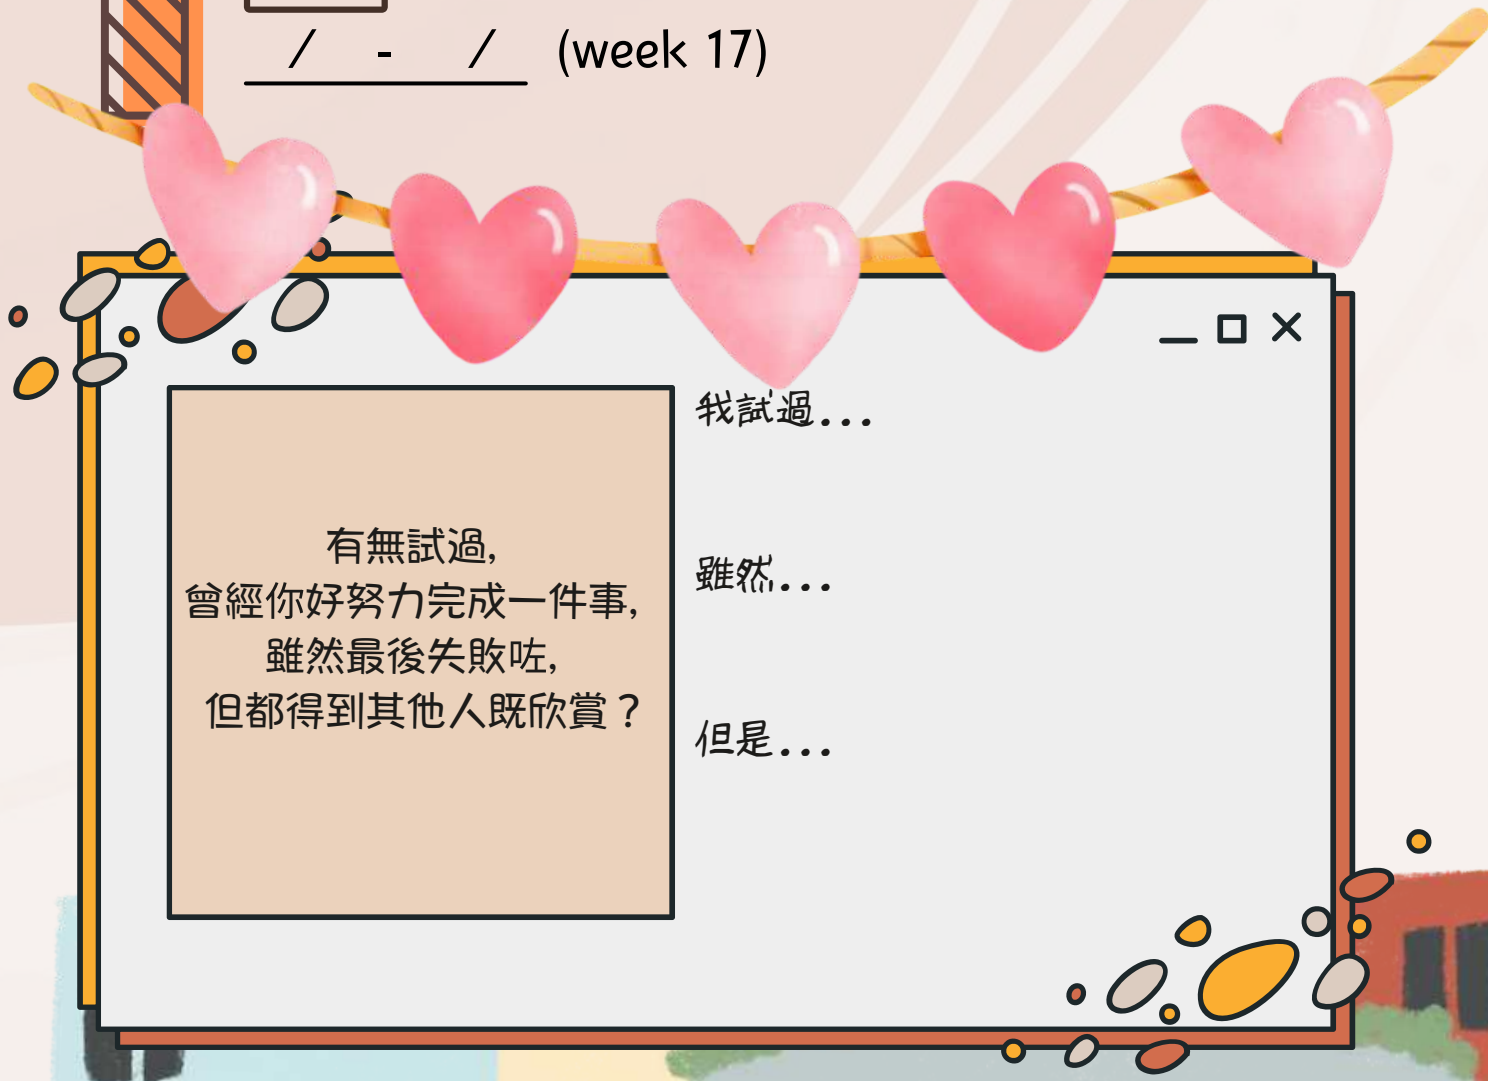 / - / (week 17)
有無試過,
曾經你好努力完成一件事,
雖然最後失敗咗,
但都得到其他人既欣賞？
我試過...
雖然...
但是...